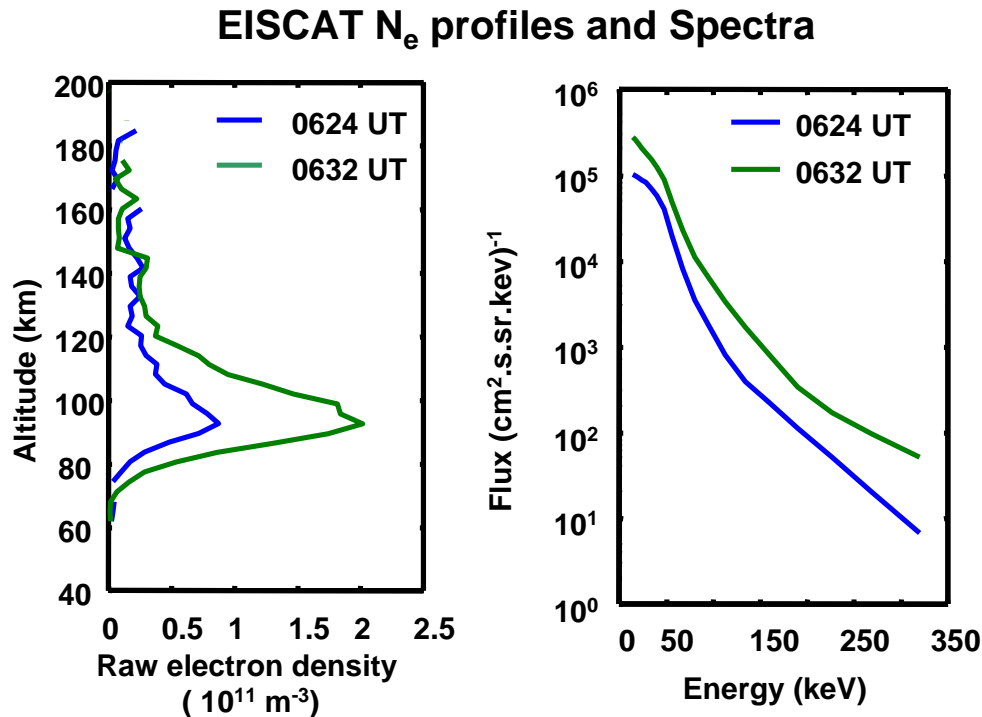 EISCAT Nₑ profiles and Spectra
200
180
160
140
120
100
80
60
40
Altitude (km)
0624 UT
0632 UT
0 0.5 1 1.5 2 2.5
Raw electron density
( 10¹¹ m⁻³)
10⁶
10⁵
10⁴
10³
10²
10¹
10⁰
Flux (cm².s.sr.kev)⁻¹
0624 UT
0632 UT
0 50 150 250 350
Energy (keV)